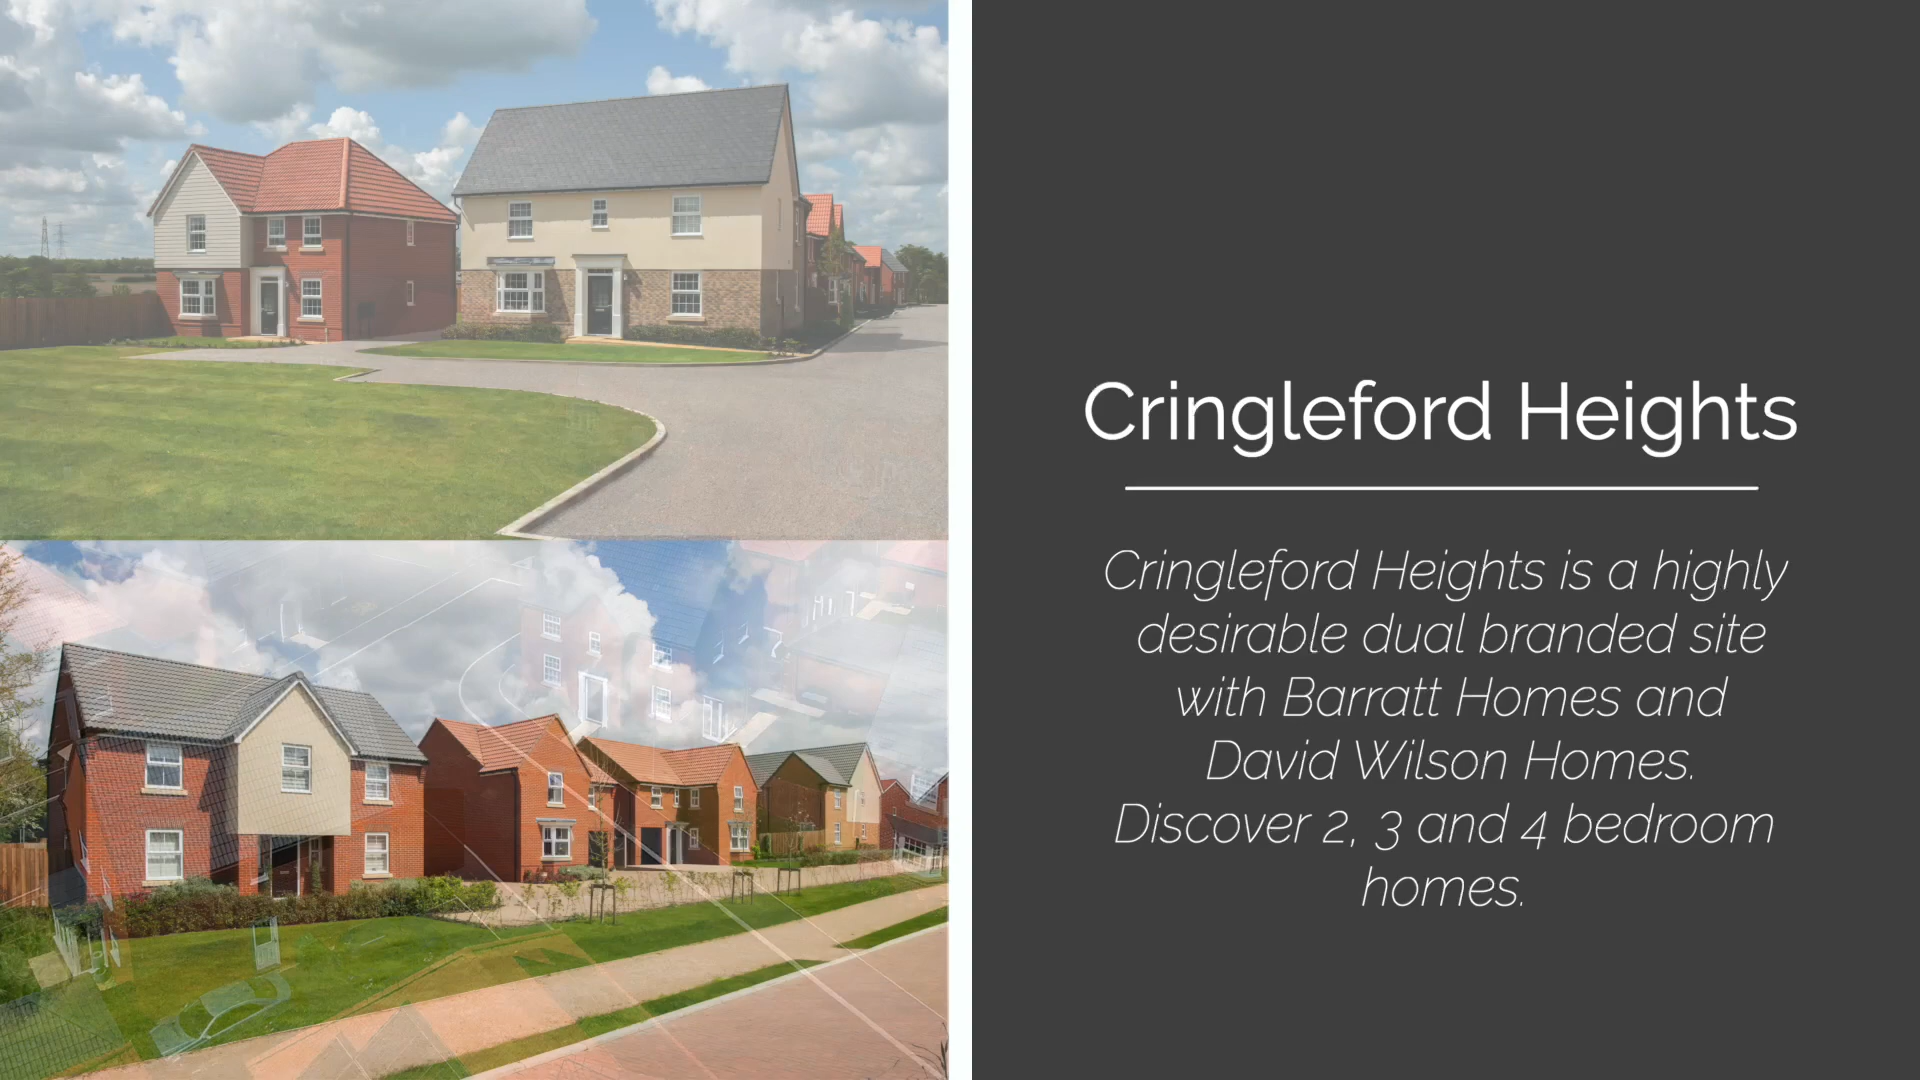 Cringleford Heights
Cringleford Heights is a highly
desirable dual branded site
with Barratt Homes and
David Wilson Homes.
Discover 2, 3 and 4 bedroom
homes.